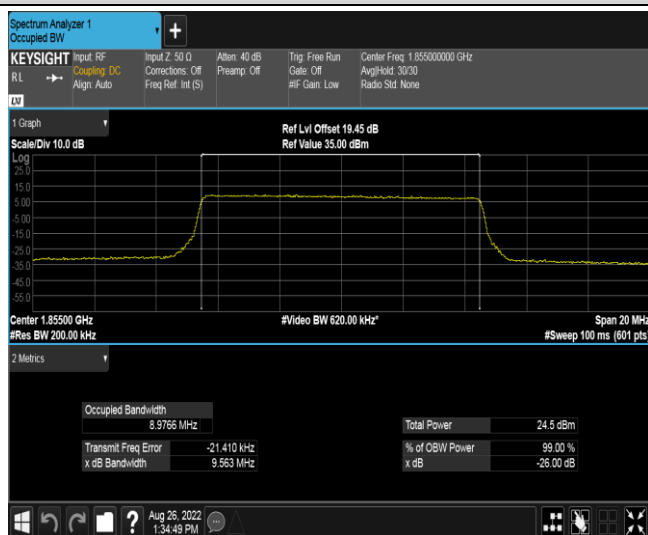 Spectrum Analyzer 1
Occupied BW
+
KEYSIGHT
RL
LXI
Input: RF
Coupling: DC
Align: Auto
Input Z: 50 Ω
Corrections: Off
Freq Ref: Int (S)
Atten: 40 dB
Preamp: Off
Trig: Free Run
Gate: Off
#IF Gain: Low
Center Freq: 1.855000000 GHz
Avg|Hold: 30/30
Radio Std: None
1 Graph
Scale/Div 10.0 dB
Ref Lvl Offset 19.45 dB
Ref Value 35.00 dBm
Log
25.0
15.0
5.00
-5.00
-15.0
-25.0
-35.0
-45.0
-55.0
Center 1.85500 GHz
#Res BW 200.00 kHz
#Video BW 620.00 kHz*
Span 20 MHz
#Sweep 100 ms (601 pts)
2 Metrics
Occupied Bandwidth
8.9766 MHz
Transmit Freq Error -21.410 kHz
x dB Bandwidth 9.563 MHz
Total Power 24.5 dBm
% of OBW Power 99.00 %
x dB -26.00 dB
?
Aug 26, 2022
1:34:49 PM